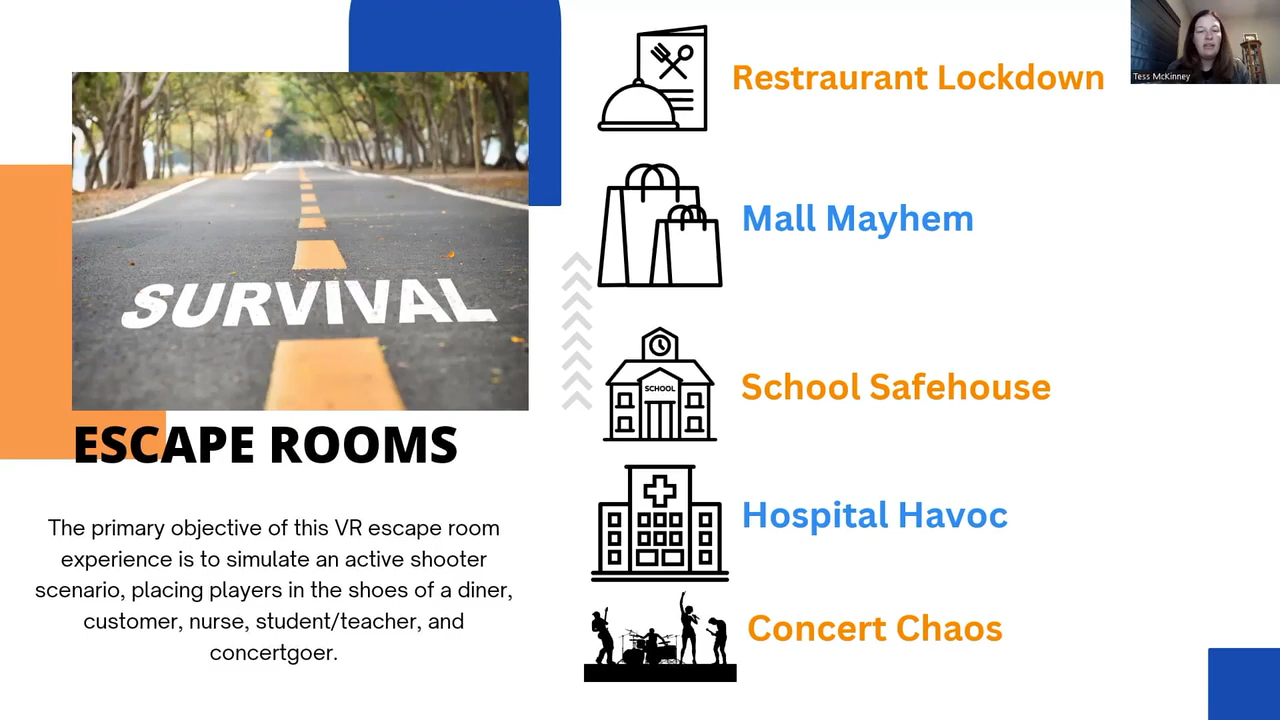 SURVIVAL
ESCAPE ROOMS
The primary objective of this VR escape room
experience is to simulate an active shooter
scenario, placing players in the shoes of a diner,
customer, nurse, student/teacher, and
concertgoer.
Restraurant Lockdown
Mall Mayhem
SCHOOL
School Safehouse
Hospital Havoc
Concert Chaos
Tess McKinney